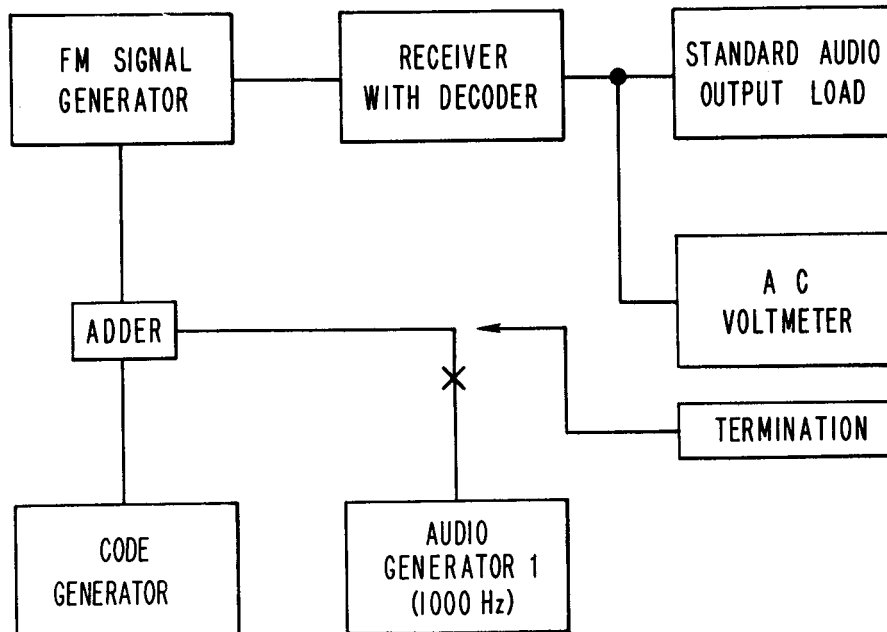 FM SIGNAL
GENERATOR
RECEIVER
WITH DECODER
STANDARD AUDIO
OUTPUT LOAD
A C
VOLTMETER
ADDER
TERMINATION
CODE
GENERATOR
AUDIO
GENERATOR 1
(1000 Hz)